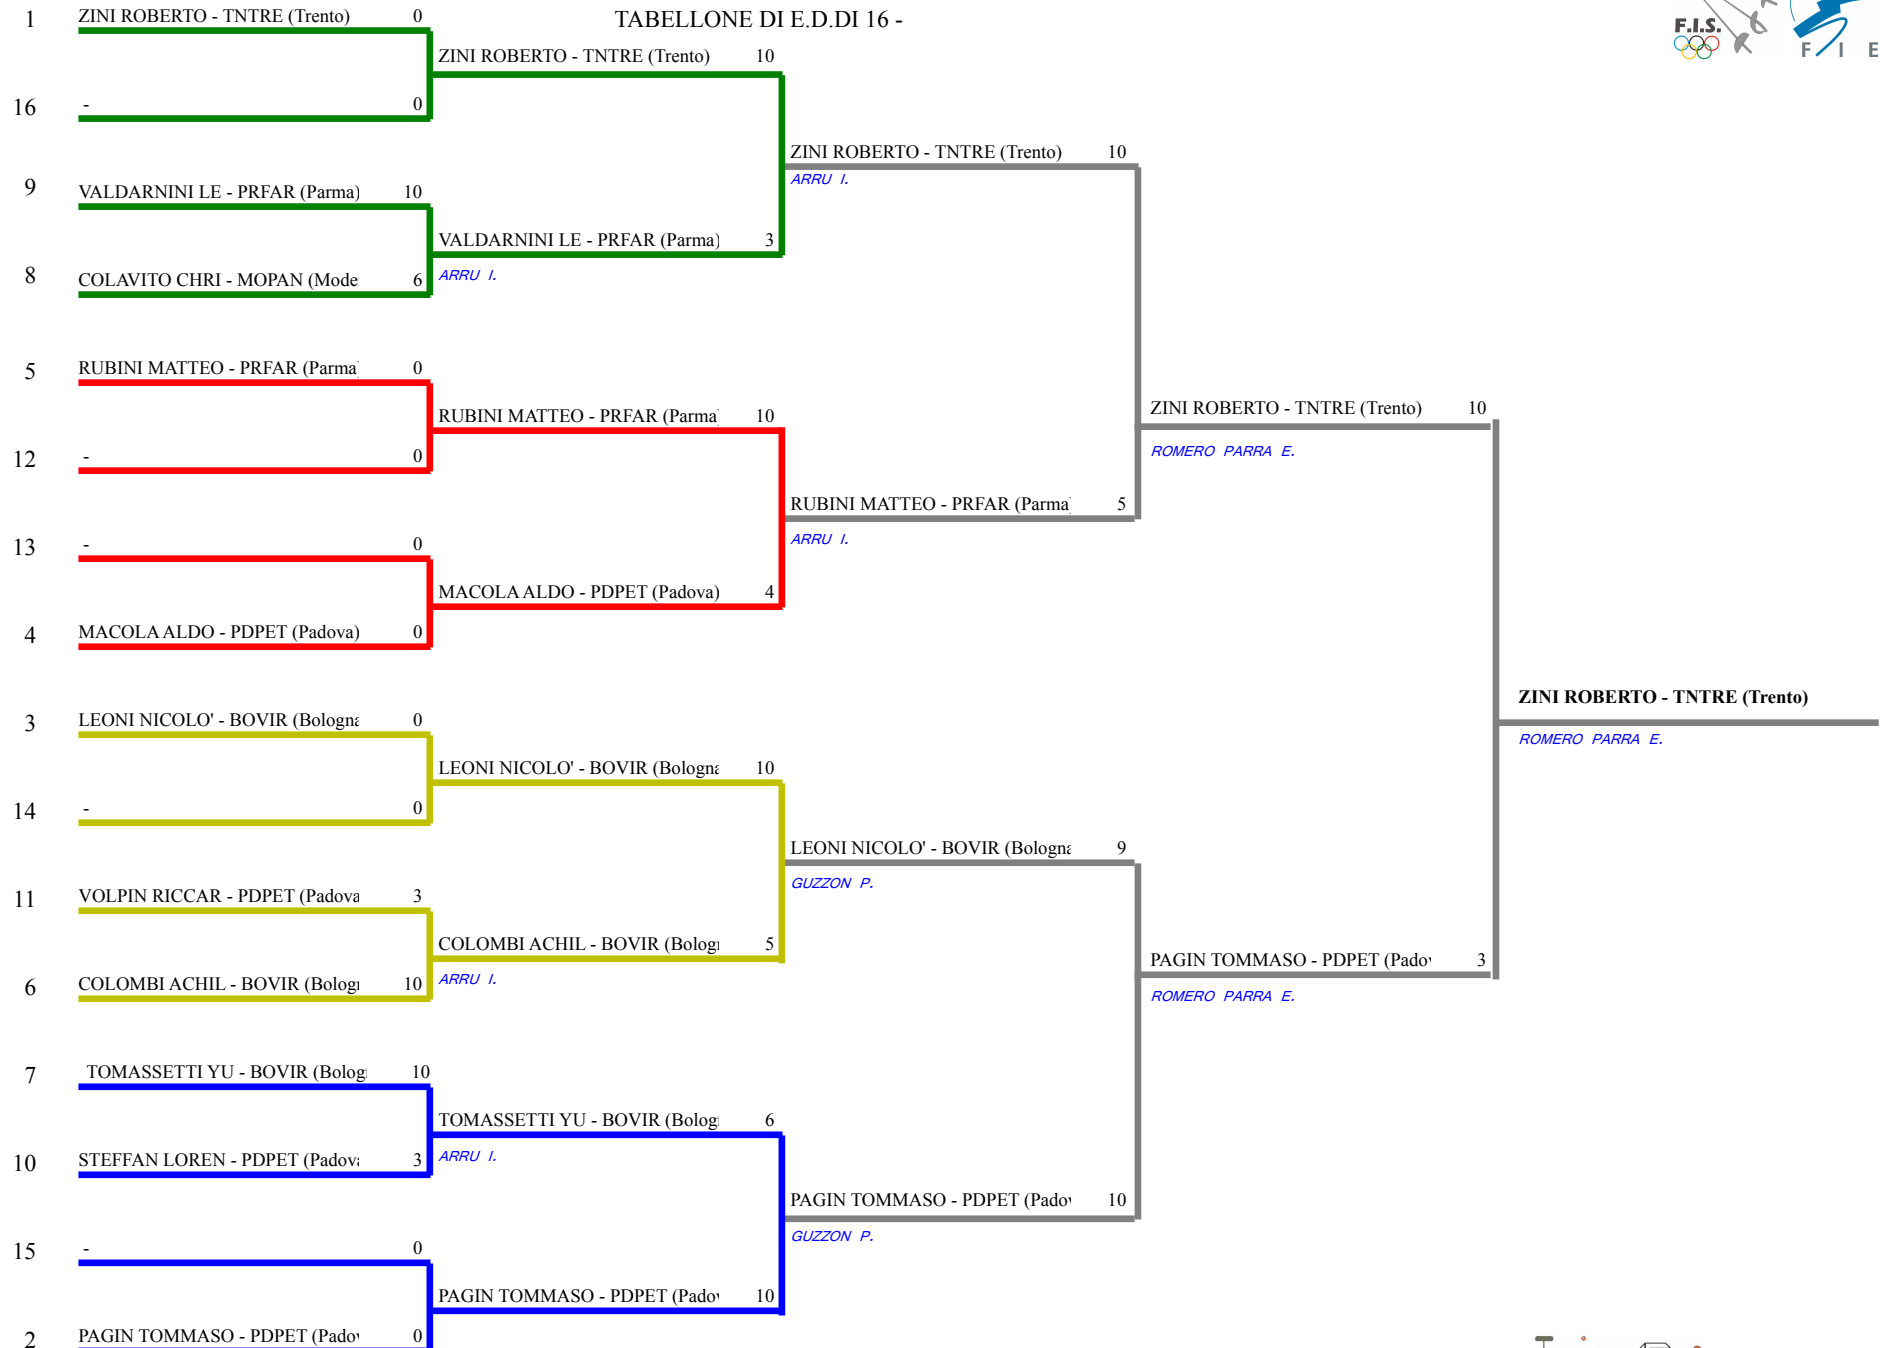 TABELLONE DI E.D.DI 16 -
F.I.S.
F I E
1 ZINI ROBERTO - TNTRE (Trento) 0
ZINI ROBERTO - TNTRE (Trento) 10
16 - 0
ZINI ROBERTO - TNTRE (Trento) 10
ARRU I.
9 VALDARNINI LE - PRFAR (Parma) 10
VALDARNINI LE - PRFAR (Parma) 3
ARRU I.
8 COLAVITO CHRI - MOPAN (Mode 6
5 RUBINI MATTEO - PRFAR (Parma 0
RUBINI MATTEO - PRFAR (Parma 10
ZINI ROBERTO - TNTRE (Trento) 10
ROMERO PARRA E.
12 - 0
RUBINI MATTEO - PRFAR (Parma 5
ARRU I.
13 - 0
MACOLA ALDO - PDPET (Padova) 4
4 MACOLA ALDO - PDPET (Padova) 0
ZINI ROBERTO - TNTRE (Trento)
ROMERO PARRA E.
3 LEONI NICOLO' - BOVIR (Bologna 0
LEONI NICOLO' - BOVIR (Bologna 10
14 - 0
LEONI NICOLO' - BOVIR (Bologna 9
GUZZON P.
11 VOLPIN RICCAR - PDPET (Padova 3
COLOMBI ACHIL - BOVIR (Bolog 5
ARRU I.
PAGIN TOMMASO - PDPET (Pado 3
ROMERO PARRA E.
6 COLOMBI ACHIL - BOVIR (Bolog 10
7 TOMASSETTI YU - BOVIR (Bolog 10
TOMASSETTI YU - BOVIR (Bolog 6
ARRU I.
10 STEFFAN LOREN - PDPET (Padova 3
PAGIN TOMMASO - PDPET (Pado 10
GUZZON P.
15 - 0
PAGIN TOMMASO - PDPET (Pado 10
2 PAGIN TOMMASO - PDPET (Pado 0